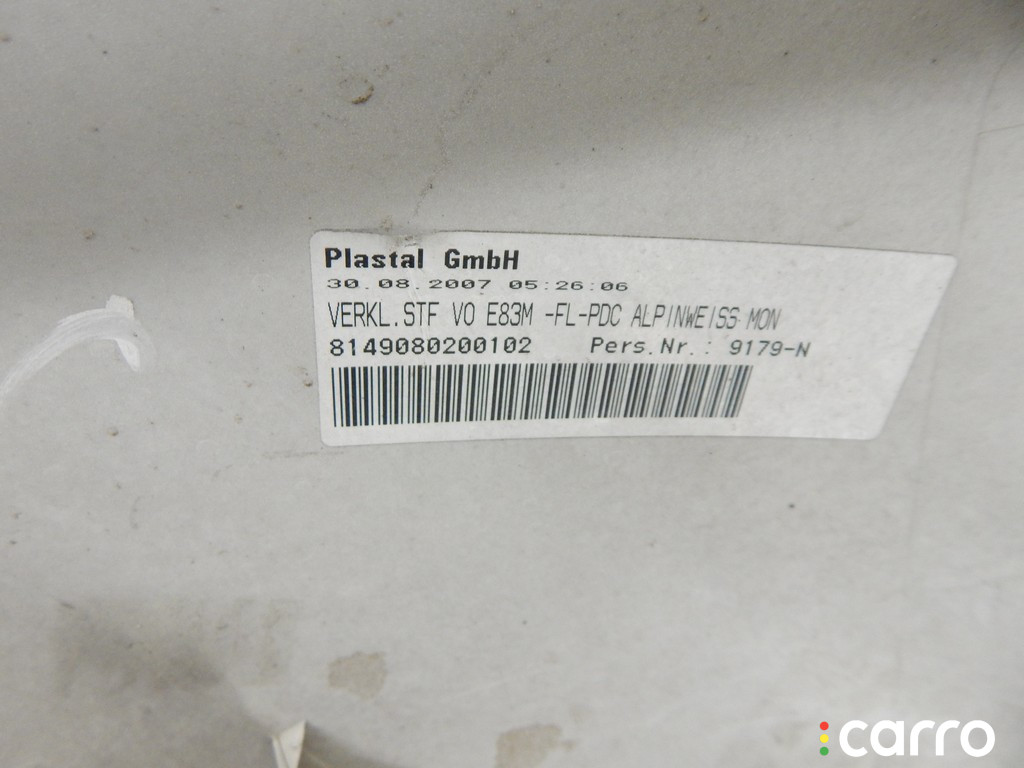 Plastal GmbH
30.08.2007 05:26:06
VERKL.STF VO E83M -FL-PDC ALPINWEISS MON
8149080200102 Pers.Nr.: 9179-N
carro